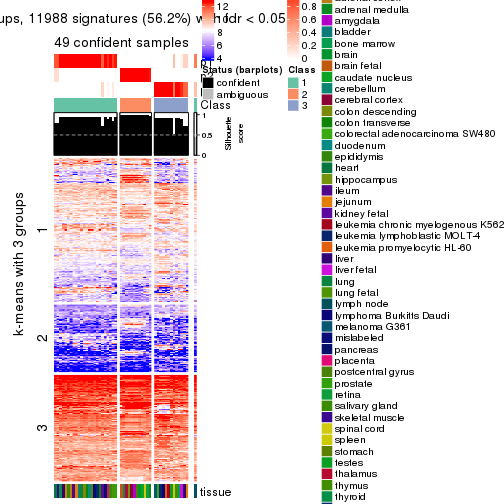 ups, 11988 signatures (56.2%) with fdr < 0.05
49 confident samples
12
10
8
6
4
0.8
0.6
0.4
0.2
0
Status (barplots)
confident
ambiguous
Class
1
2
3
Class
1
0.5
0
Silhouette
score
k-means with 3 groups
1
2
3
tissue
adrenal medulla
amygdala
bladder
bone marrow
brain
brain fetal
caudate nucleus
cerebellum
cerebral cortex
colon descending
colon transverse
colorectal adenocarcinoma SW480
duodenum
epididymis
heart
hippocampus
ileum
jejunum
kidney fetal
leukemia chronic myelogenous K562
leukemia lymphoblastic MOLT-4
leukemia promyelocytic HL-60
liver
liver fetal
lung
lung fetal
lymph node
lymphoma Burkitts Daudi
melanoma G361
mislabeled
pancreas
placenta
postcentral gyrus
prostate
retina
salivary gland
skeletal muscle
spinal cord
spleen
stomach
testes
thalamus
thymus
thyroid